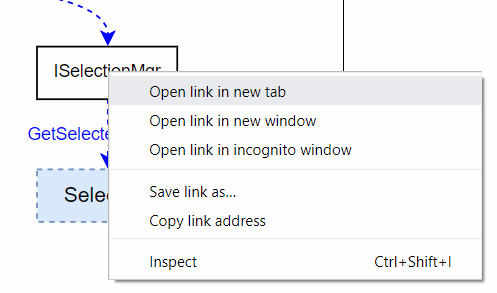 ISelectionMgr
Open link in new tab
Open link in new window
GetSelecte
Open link in incognito window
Selec
Save link as...
Copy link address
Inspect Ctrl+Shift+I